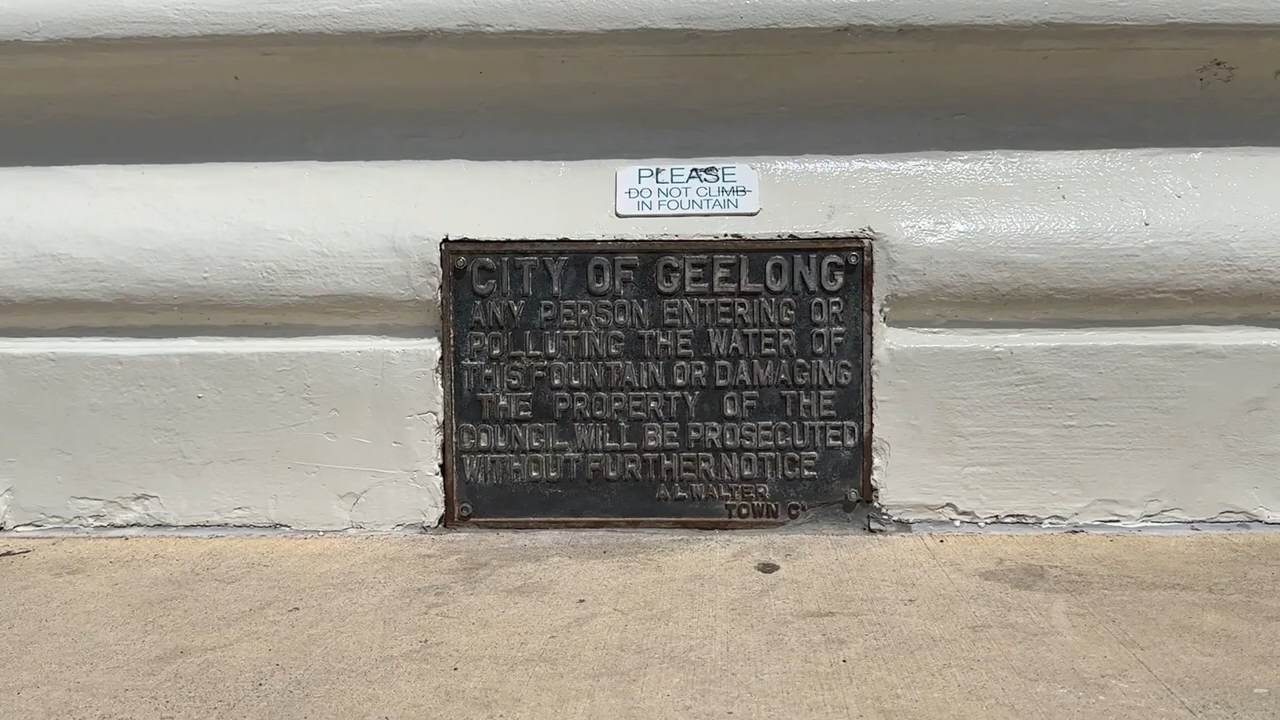 PLEASE
DO NOT CLIMB
IN FOUNTAIN
CITY OF GEELONG
ANY PERSON ENTERING OR
POLLUTING THE WATER OF
THIS FOUNTAIN OR DAMAGING
THE PROPERTY OF THE
COUNCIL WILL BE PROSECUTED
WITHOUT FURTHER NOTICE
A.L. WALTER
TOWN